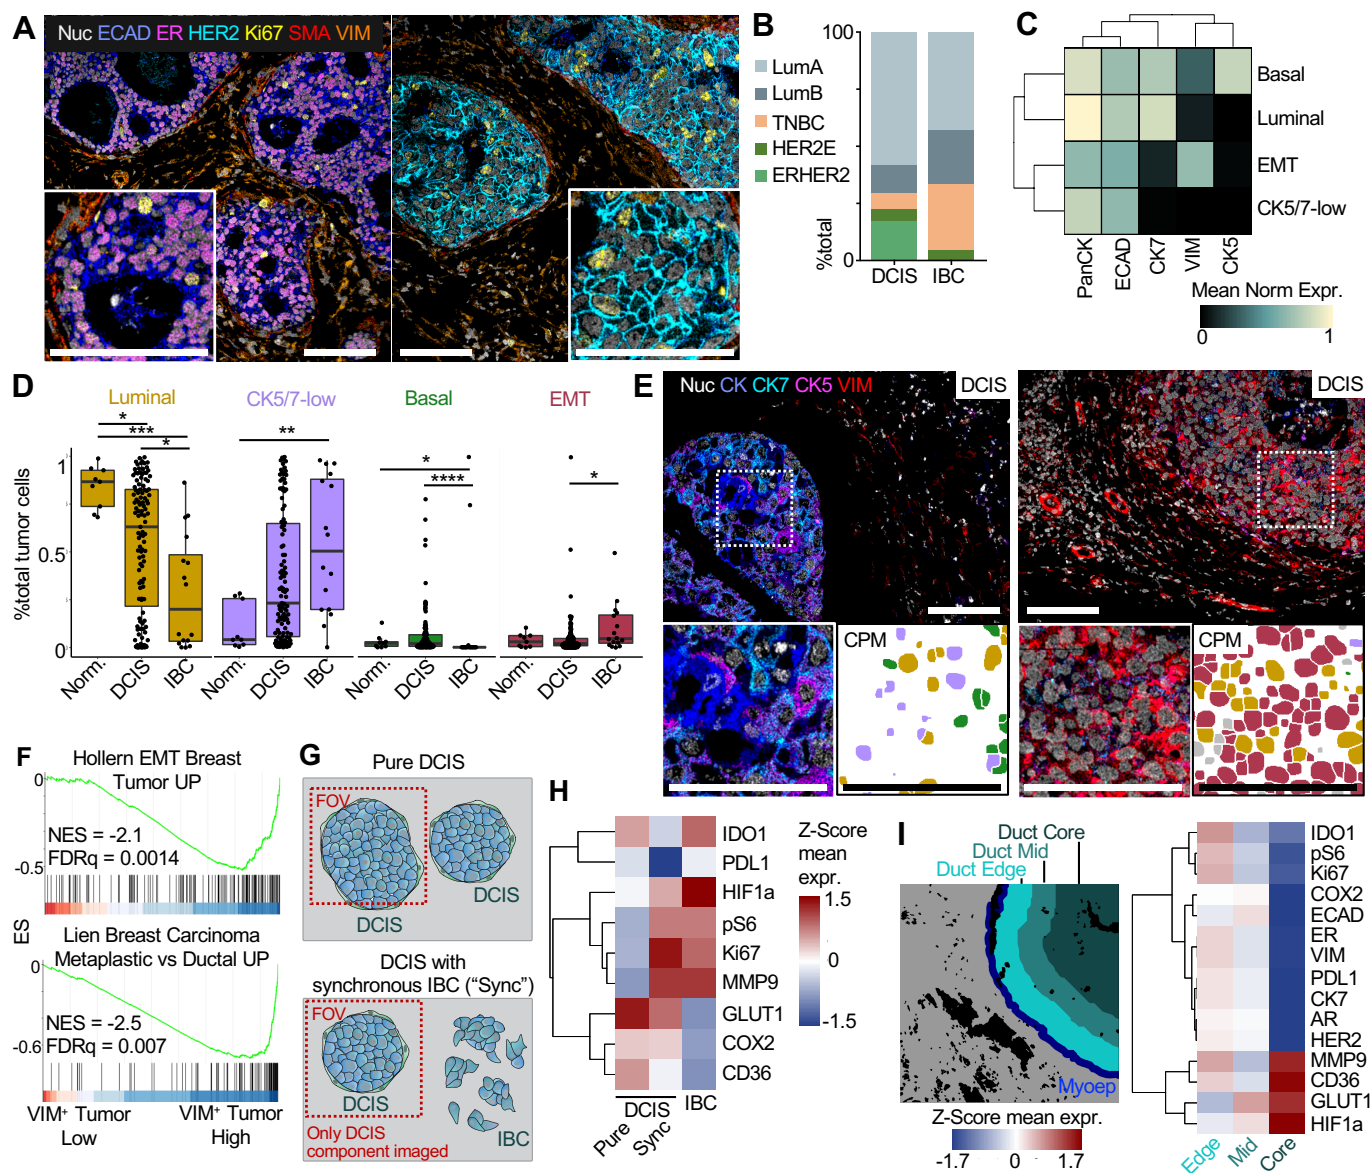 A
Nuc ECAD ER HER2 Ki67 SMA VIM
B
100
LumA
LumB
TNBC
HER2E
ERHER2
%total
0
DCIS
IBC
C
Basal
Luminal
EMT
CK5/7-low
PanCK
ECAD
CK7
VIM
CK5
Mean Norm Expr.
0
1
D
Luminal
CK5/7-low
Basal
EMT
*
***
*
**
*
****
*
%total tumor cells
1
0.5
0
Norm.
DCIS
IBC
Norm.
DCIS
IBC
Norm.
DCIS
IBC
Norm.
DCIS
IBC
E
Nuc CK CK7 CK5 VIM
DCIS
DCIS
CPM
CPM
F
Hollern EMT Breast
Tumor UP
0
NES = -2.1
FDRq = 0.0014
-0.5
ES
Lien Breast Carcinoma
Metaplastic vs Ductal UP
0
NES = -2.5
FDRq = 0.007
-0.6
VIM+ Tumor
Low
VIM+ Tumor
High
G
Pure DCIS
FOV
DCIS
DCIS
DCIS with
synchronous IBC (“Sync”)
FOV
DCIS
Only DCIS
component imaged
IBC
H
IDO1
PDL1
HIF1a
pS6
Ki67
MMP9
GLUT1
COX2
CD36
Z-Score
mean
expr.
1.5
0
-1.5
DCIS
IBC
Pure
Sync
I
Duct Core
Duct Mid
Duct Edge
Myoep
Z-Score mean expr.
-1.7
0
1.7
IDO1
pS6
Ki67
COX2
ECAD
ER
VIM
PDL1
CK7
AR
HER2
MMP9
CD36
GLUT1
HIF1a
Edge
Mid
Core